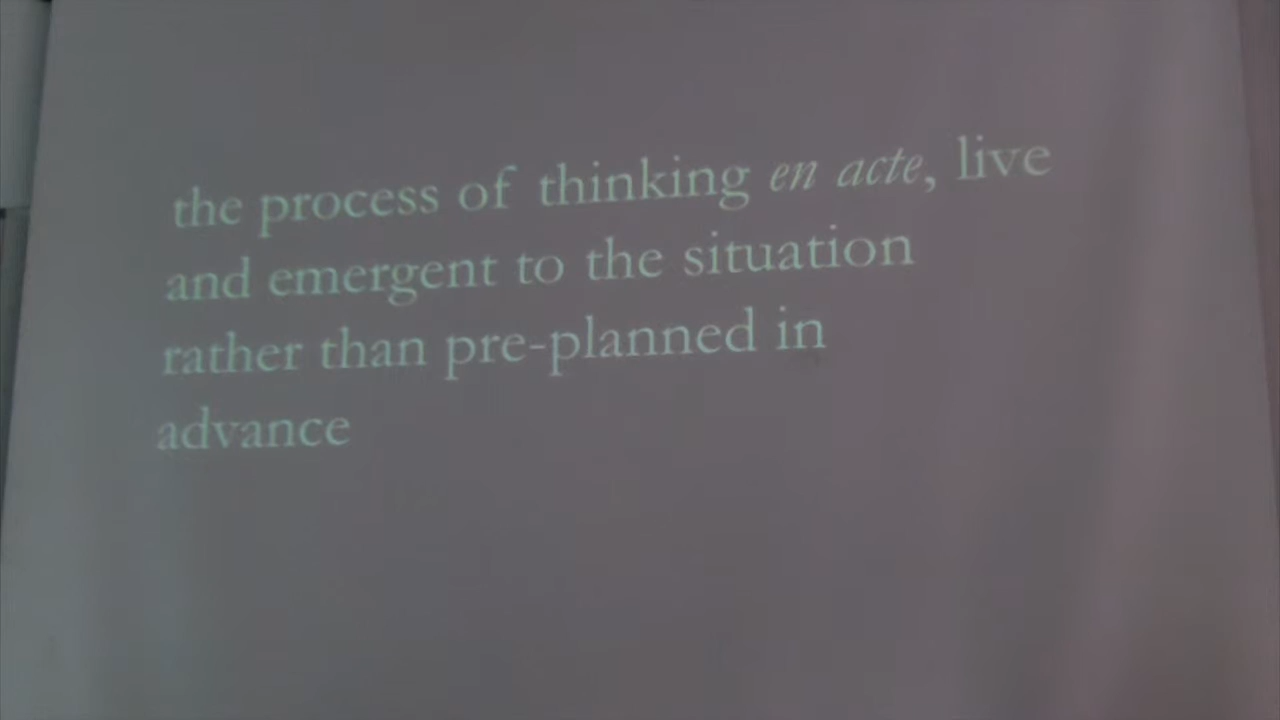 the process of thinking en acte, live
and emergent to the situation
rather than pre-planned in
advance